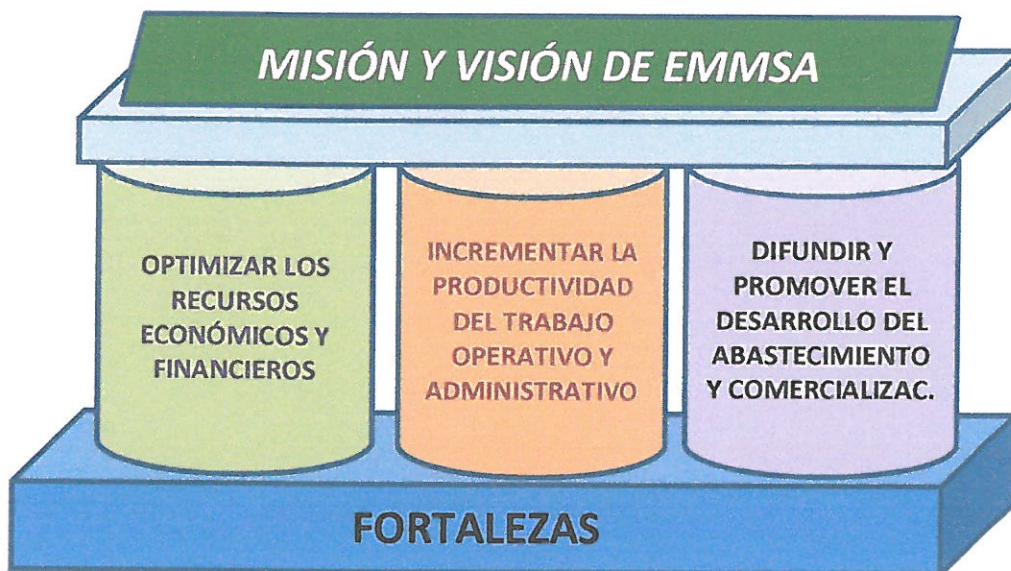 MISIÓN Y VISIÓN DE EMMSA
OPTIMIZAR LOS
RECURSOS
ECONÓMICOS Y
FINANCIEROS
INCREMENTAR LA
PRODUCTIVIDAD
DEL TRABAJO
OPERATIVO Y
ADMINISTRATIVO
DIFUNDIR Y
PROMOVER EL
DESARROLLO DEL
ABASTECIMIENTO
Y COMERCIALIZAC.
FORTALEZAS